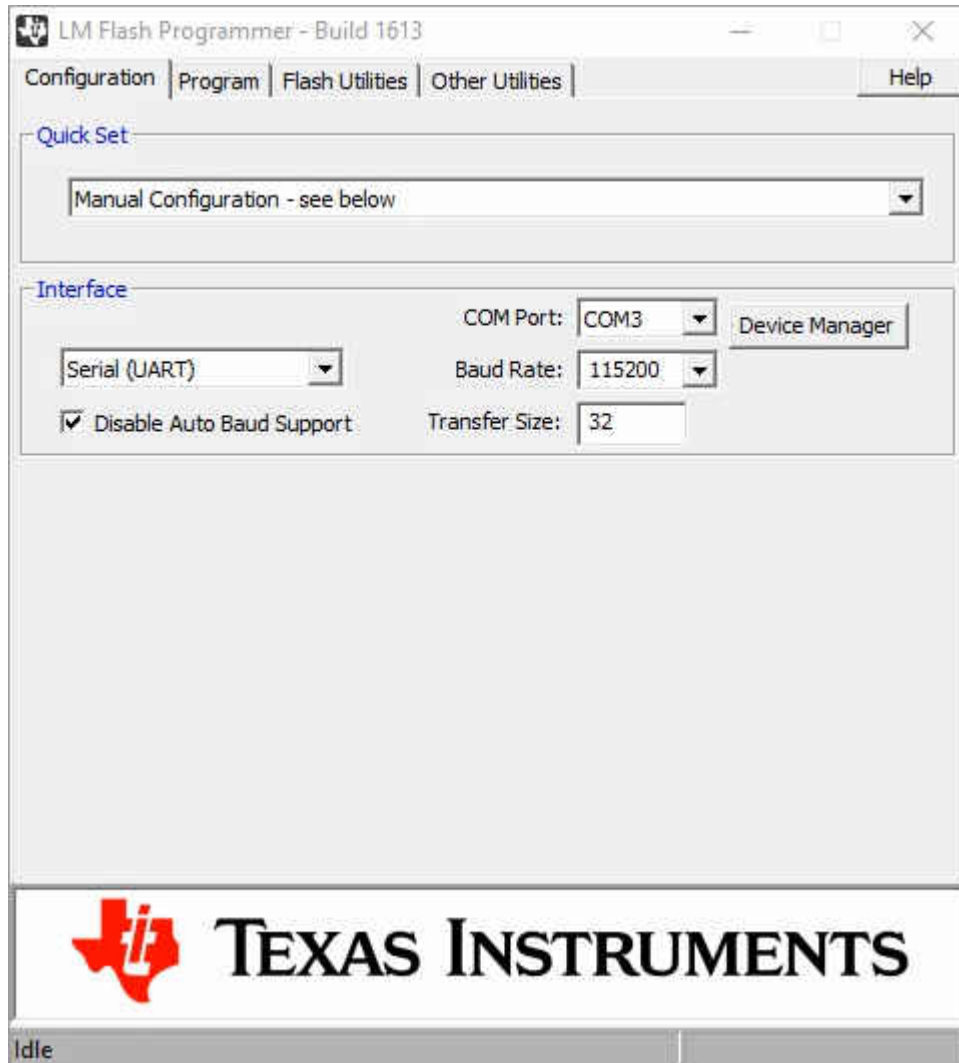 LM Flash Programmer - Build 1613
Configuration Program Flash Utilities Other Utilities Help
Quick Set
Manual Configuration - see below
Interface
COM Port: COM3 Device Manager
Serial (UART) Baud Rate: 115200
Disable Auto Baud Support Transfer Size: 32
TEXAS INSTRUMENTS
Idle